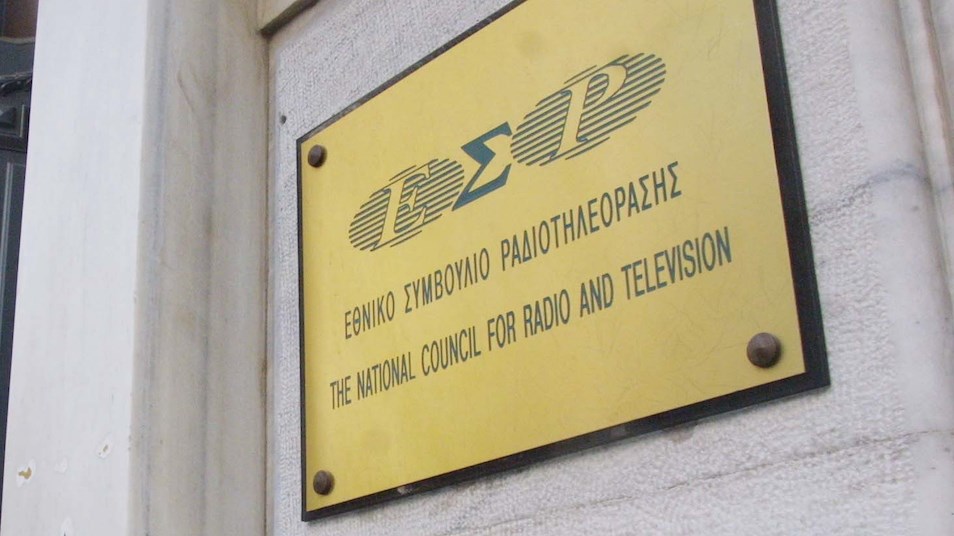 ΕΣΡ
ΕΘΝΙΚΟ ΣΥΜΒΟΥΛΙΟ ΡΑΔΙΟΤΗΛΕΟΡΑΣΗΣ
THE NATIONAL COUNCIL FOR RADIO AND TELEVISION